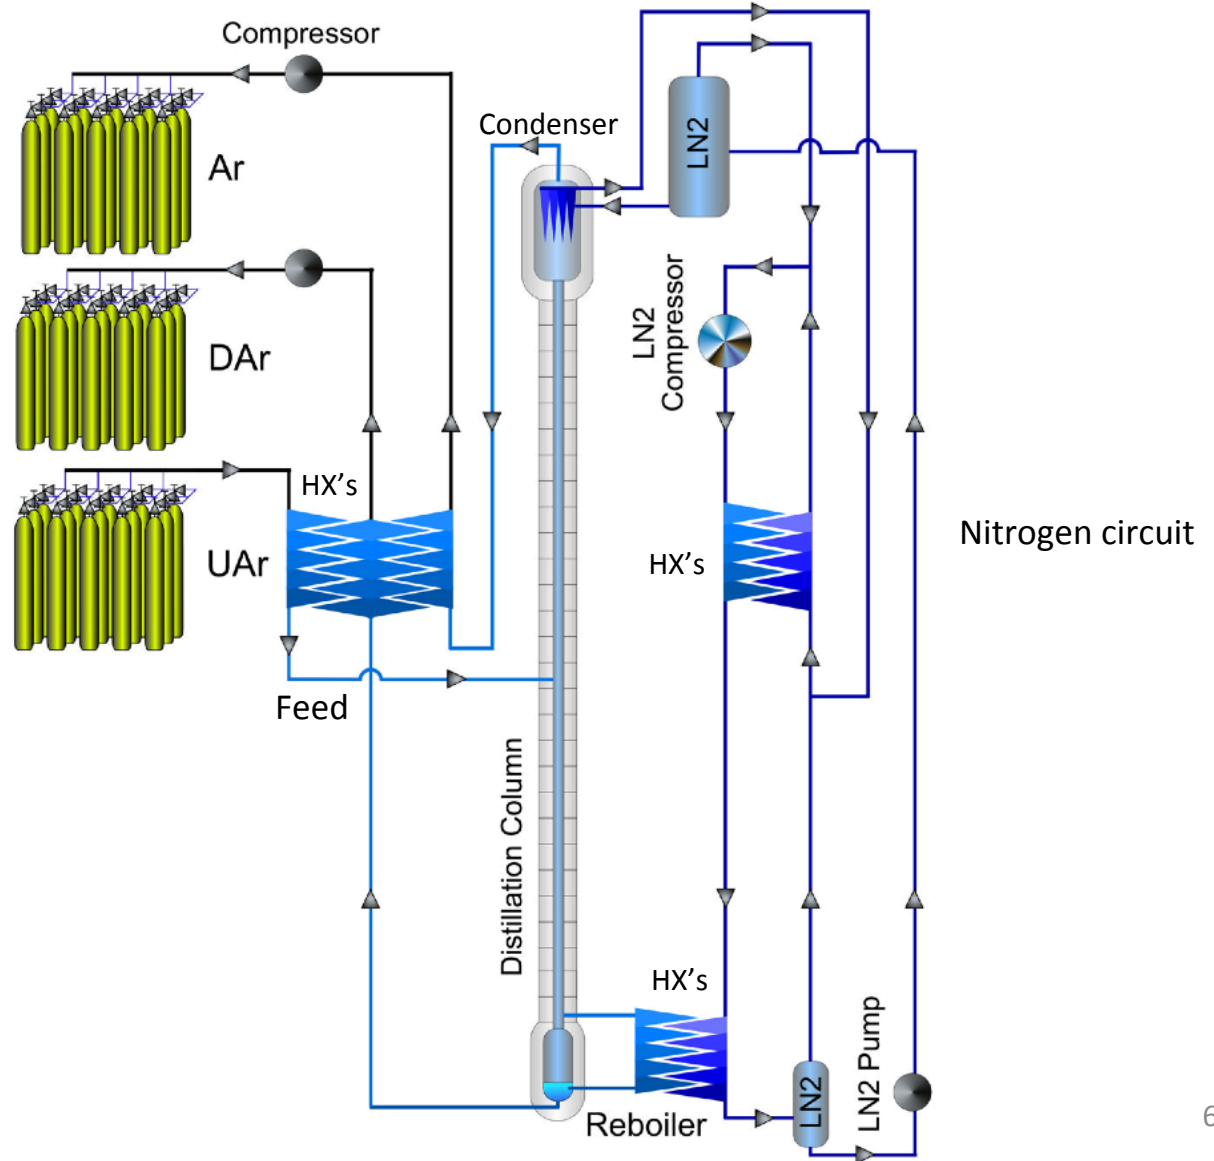 Compressor
Condenser
LN2
Ar
LN2
Compressor
DAr
HX's
UAr
HX's
Nitrogen circuit
Feed
Distillation Column
HX's
LN2
LN2 Pump
Reboiler
6